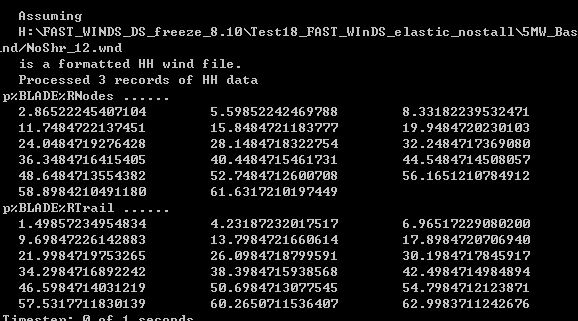 Assuming
H:\FAST_WINDS_DS_freeze_8.10\Test18_FAST_WInDS_elastic_nostall\5MW_Bas
nd/NoShr_12.wnd
is a formatted HH wind file.
Processed 3 records of HH data
p%BLADE%RNodes ......
2.86522245407104 5.59852242469788 8.33182239532471
11.7484722137451 15.8484721183777 19.9484720230103
24.0484719276428 28.1484718322754 32.2484717369080
36.3484716415405 40.4484715461731 44.5484714508057
48.6484713554382 52.7484712600708 56.1651210784912
58.8984210491180 61.6317210197449
p%BLADE%RTrail ......
1.49857234954834 4.23187232017517 6.96517229080200
9.69847226142883 13.7984721660614 17.8984720706940
21.9984719753265 26.0984718799591 30.1984717845917
34.2984716892242 38.3984715938568 42.4984714984894
46.5984714031219 50.6984713077545 54.7984712123871
57.5317711830139 60.2650711536407 62.9983711242676
Timestep: 0 of 1 seconds